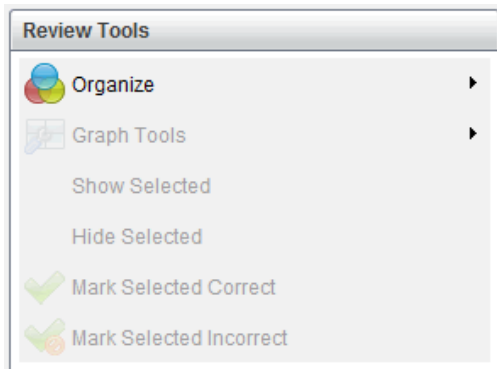 Review Tools
Organize
Graph Tools
Show Selected
Hide Selected
Mark Selected Correct
Mark Selected Incorrect